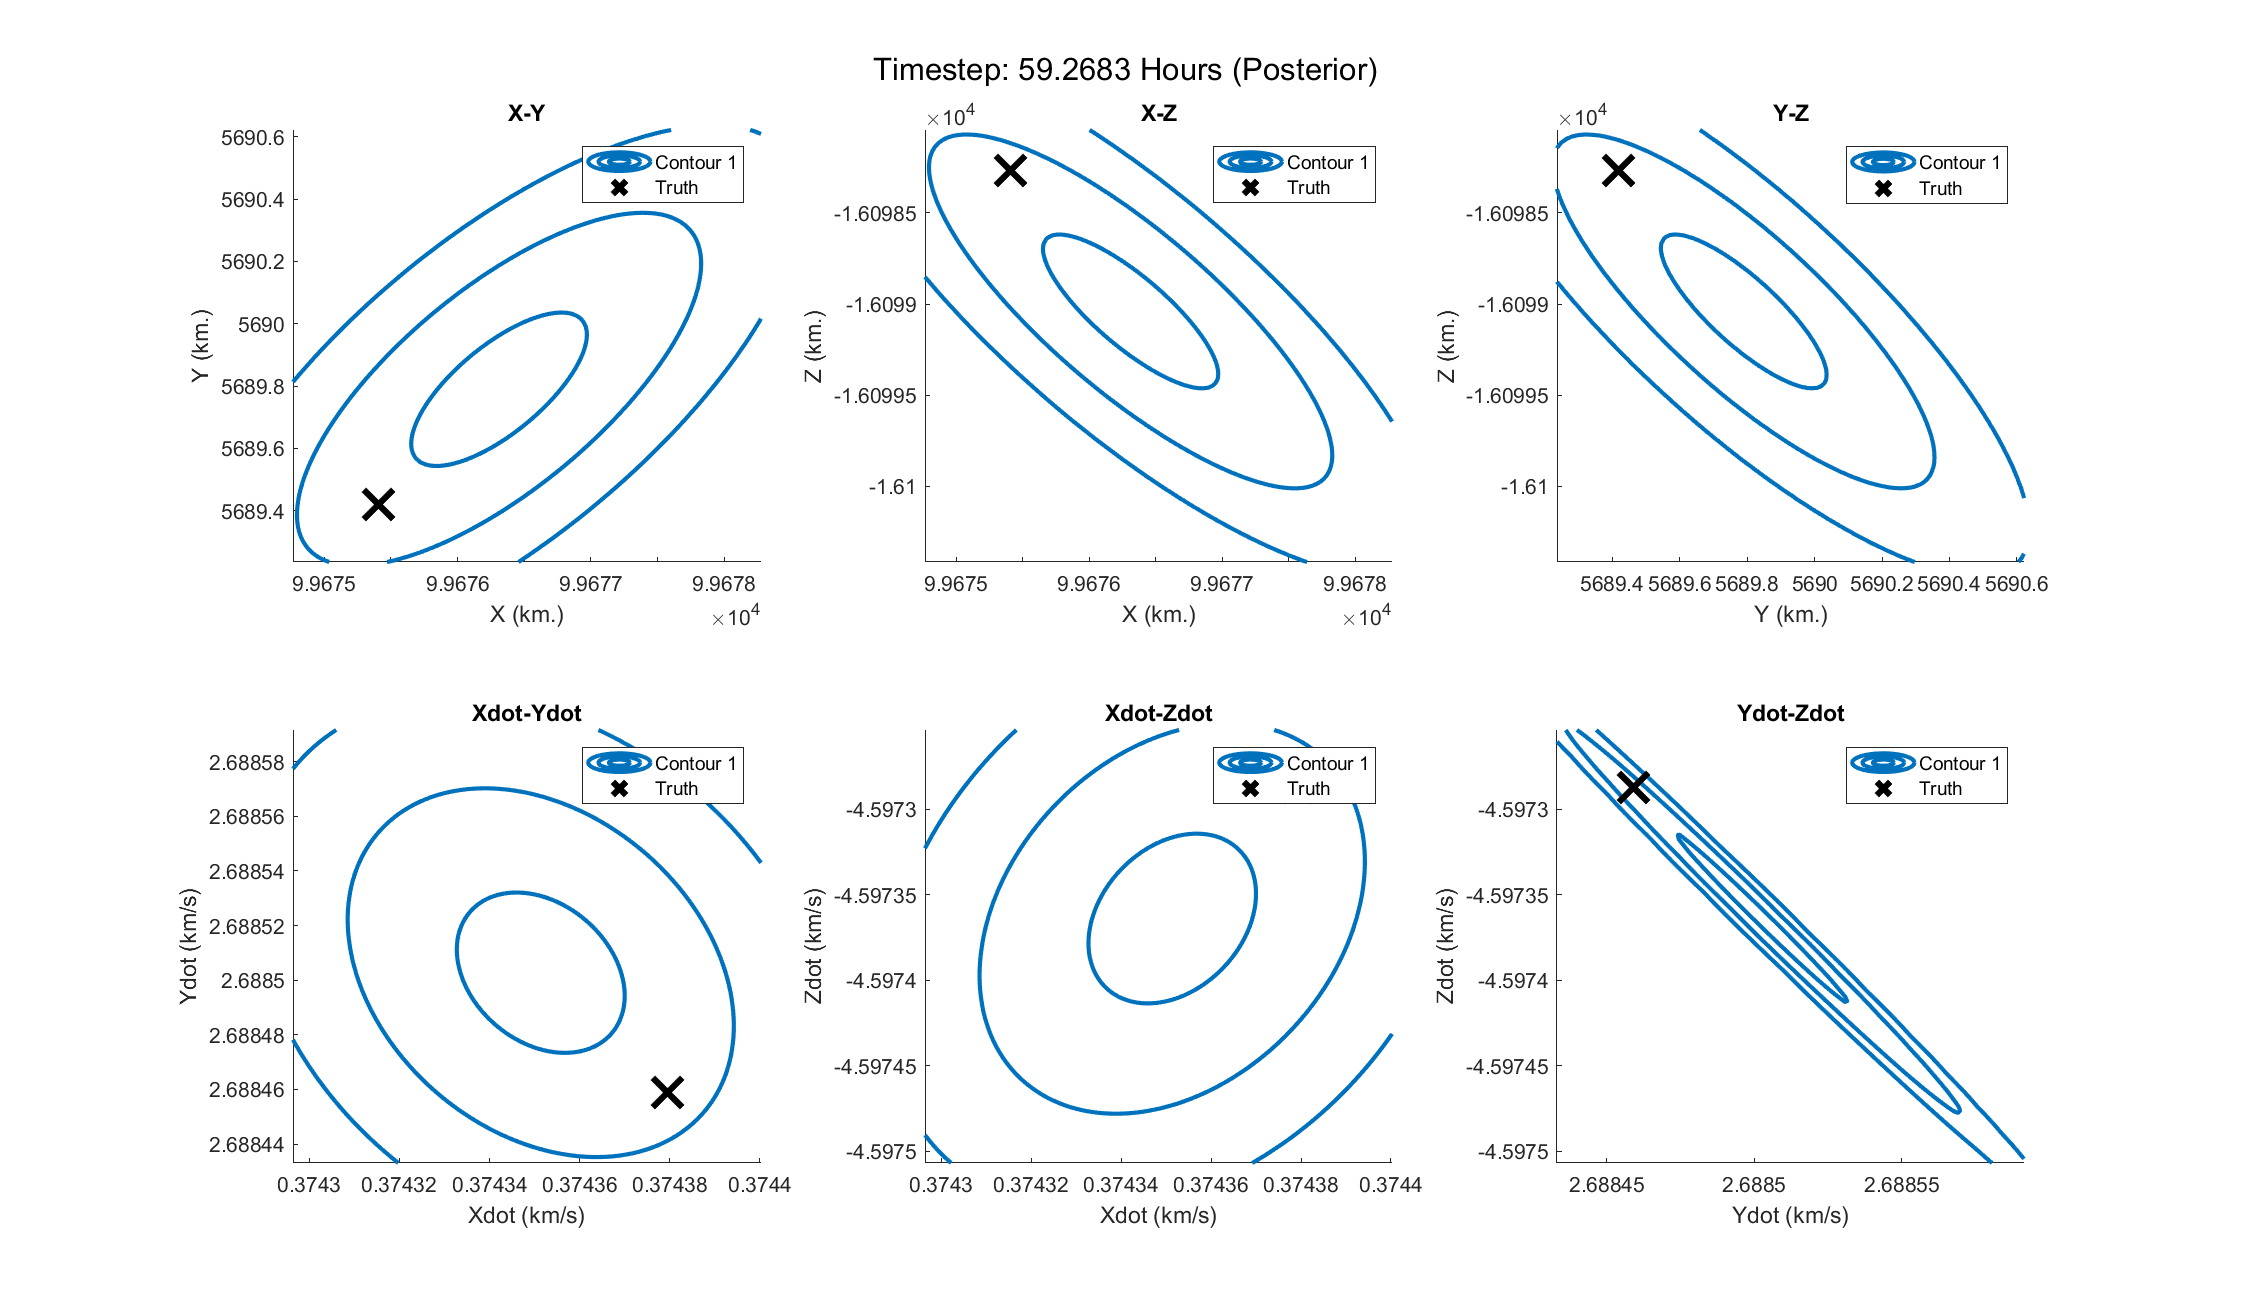 Timestep: 59.2683 Hours (Posterior)
X-Y
5690.6
5690.4
5690.2
5690
5689.8
5689.6
5689.4
Y (km.)
9.9675 9.9676 9.9677 9.9678
X (km.)
×10^4
Contour 1
Truth
X-Z
×10^4
-1.60985
-1.6099
-1.60995
-1.61
Z (km.)
9.9675 9.9676 9.9677 9.9678
X (km.)
×10^4
Contour 1
Truth
Y-Z
×10^4
-1.60985
-1.6099
-1.60995
-1.61
Z (km.)
5689.4 5689.6 5689.8 5690 5690.2 5690.4 5690.6
Y (km.)
Contour 1
Truth
Xdot-Ydot
2.68858
2.68856
2.68854
2.68852
2.6885
2.68848
2.68846
2.68844
Ydot (km/s)
0.3743 0.37432 0.37434 0.37436 0.37438 0.3744
Xdot (km/s)
Contour 1
Truth
Xdot-Zdot
-4.5973
-4.59735
-4.5974
-4.59745
-4.5975
Zdot (km/s)
0.3743 0.37432 0.37434 0.37436 0.37438 0.3744
Xdot (km/s)
Contour 1
Truth
Ydot-Zdot
-4.5973
-4.59735
-4.5974
-4.59745
-4.5975
Zdot (km/s)
2.68845 2.6885 2.68855
Ydot (km/s)
Contour 1
Truth